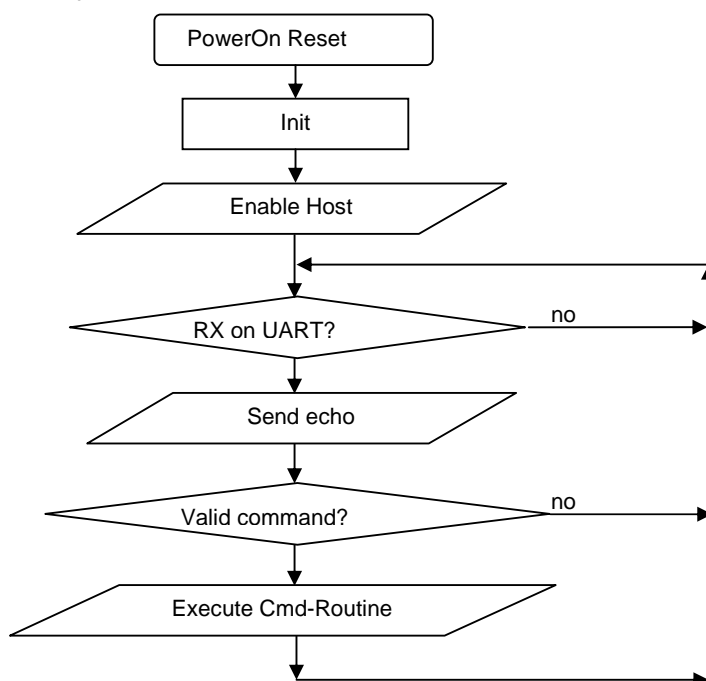 PowerOn Reset
Init
Enable Host
RX on UART?
no
Send echo
Valid command?
no
Execute Cmd-Routine